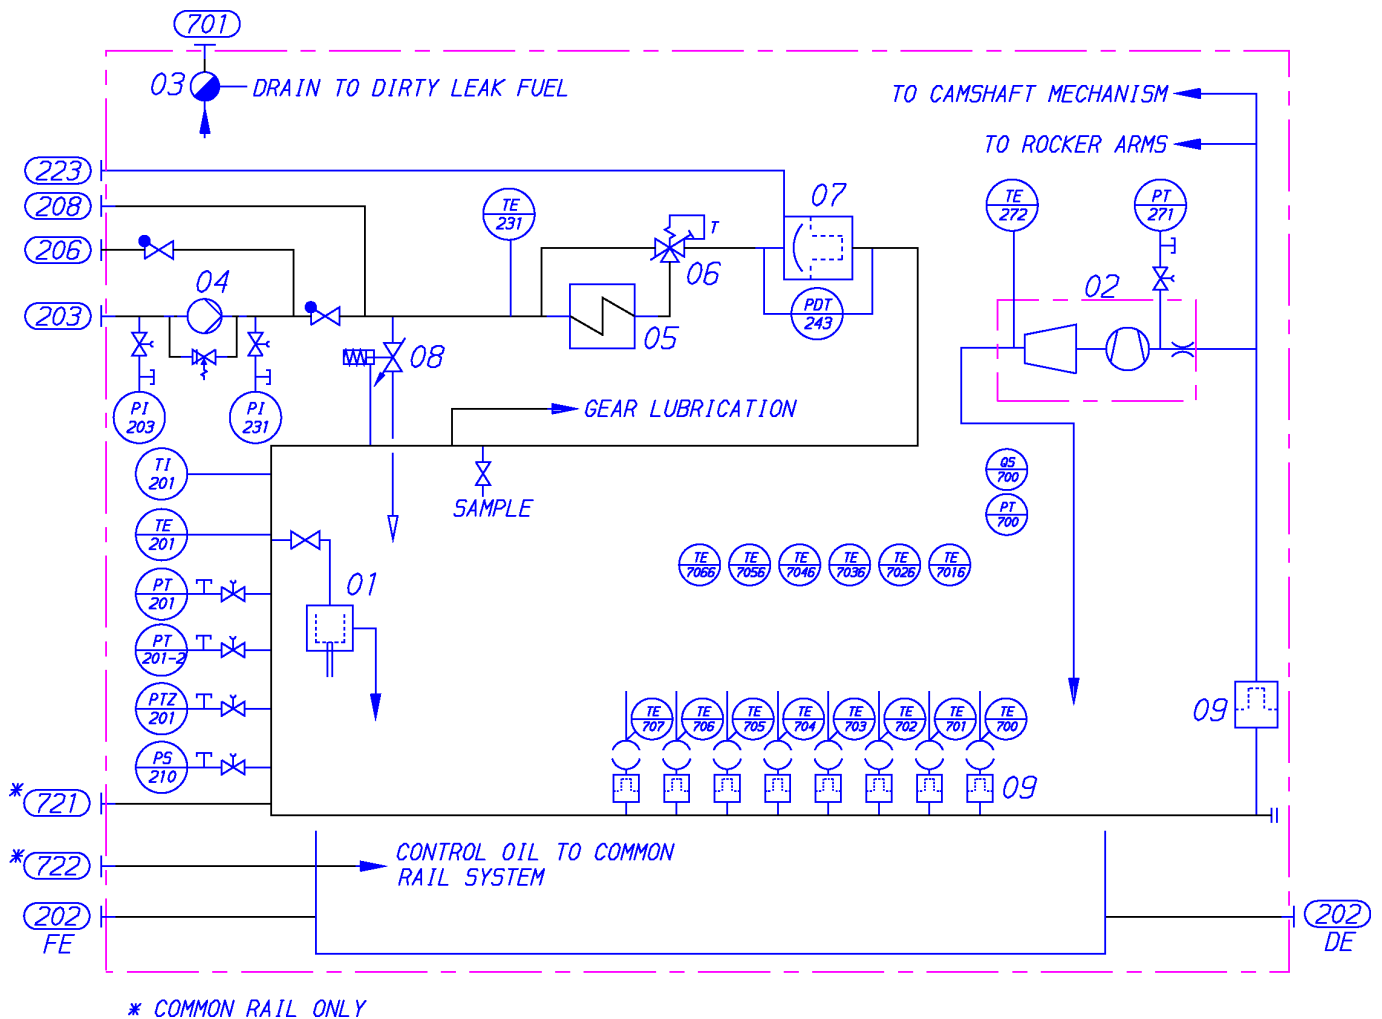 701
03
DRAIN TO DIRTY LEAK FUEL
TO CAMSHAFT MECHANISM
TO ROCKER ARMS
223
208
206
203
04
TE
231
T
06
05
07
PDT
243
TE
272
PT
271
02
08
PI
203
PI
231
GEAR LUBRICATION
SAMPLE
TI
201
TE
201
PT
201
PT
201-2
PTZ
201
PS
210
01
QS
700
PT
700
TE
7066
TE
7056
TE
7046
TE
7036
TE
7026
TE
7016
TE
707
TE
706
TE
705
TE
704
TE
703
TE
702
TE
701
TE
700
09
09
* 721
* 722
CONTROL OIL TO COMMON
RAIL SYSTEM
202
FE
202
DE
* COMMON RAIL ONLY